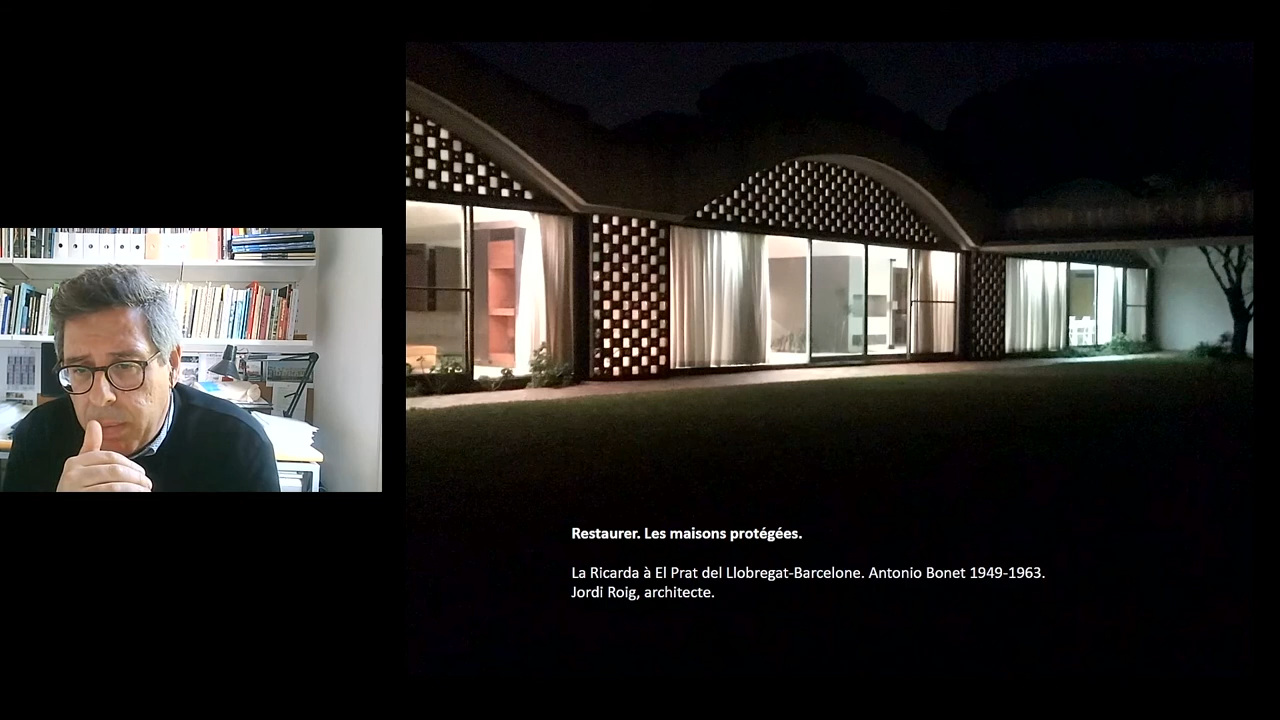 Restaurer. Les maisons protégées.
La Ricarda à El Prat del Llobregat-Barcelone. Antonio Bonet 1949-1963.
Jordi Roig, architecte.